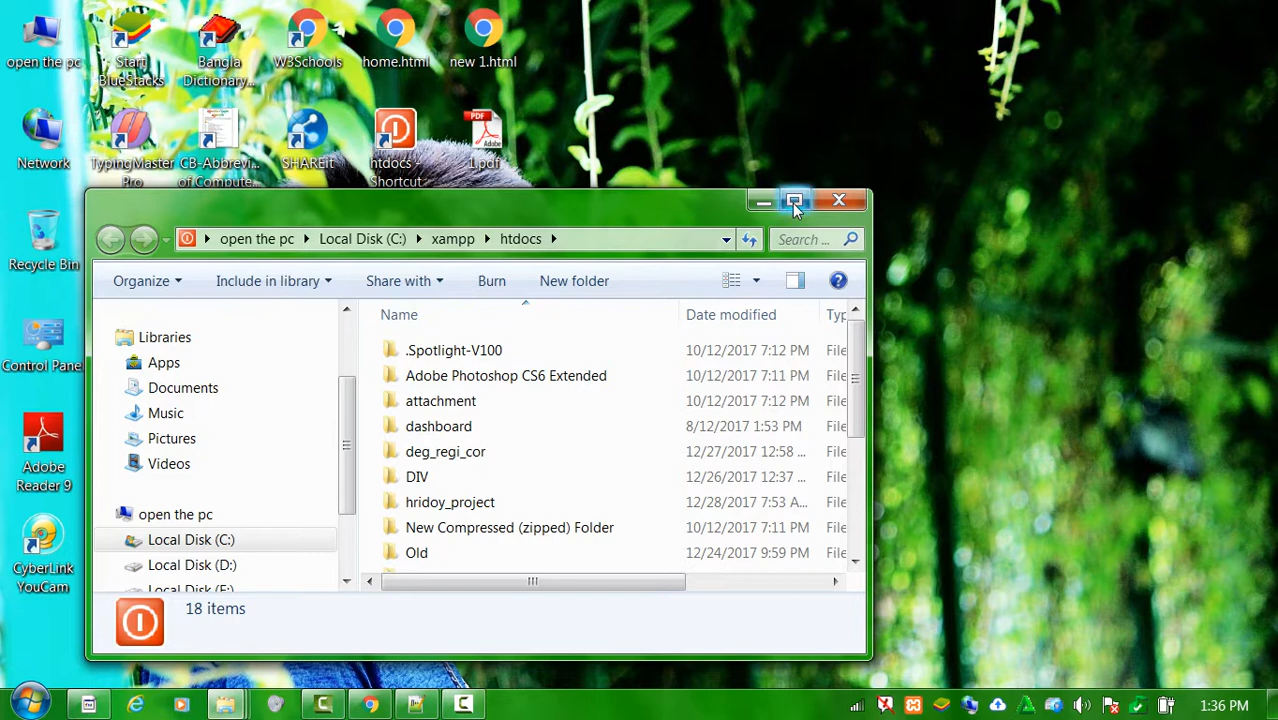 open the pc
Start BlueStacks
Bangla Dictionary...
W3Schools
home.html
new 1.html
Network
TypingMaster Pro
CB-Abbrevi... of Compute...
SHAREit
htdocs - Shortcut
1.pdf
PDF
Adobe
Recycle Bin
Control Pane
Adobe Reader 9
CyberLink YouCam
open the pc
Local Disk (C:)
xampp
htdocs
Search ...
Organize
Include in library
Share with
Burn
New folder
Libraries
Apps
Documents
Music
Pictures
Videos
open the pc
Local Disk (C:)
Local Disk (D:)
Local Disk (E:)
Name Date modified Typ
.Spotlight-V100 10/12/2017 7:12 PM File
Adobe Photoshop CS6 Extended 10/12/2017 7:11 PM File
attachment 10/12/2017 7:12 PM File
dashboard 8/12/2017 1:53 PM File
deg_regi_cor 12/27/2017 12:58 ... File
DIV 12/26/2017 12:37 ... File
hridoy_project 12/28/2017 7:53 A... File
New Compressed (zipped) Folder 10/12/2017 7:11 PM File
Old 12/24/2017 9:59 PM File
18 items
1:36 PM